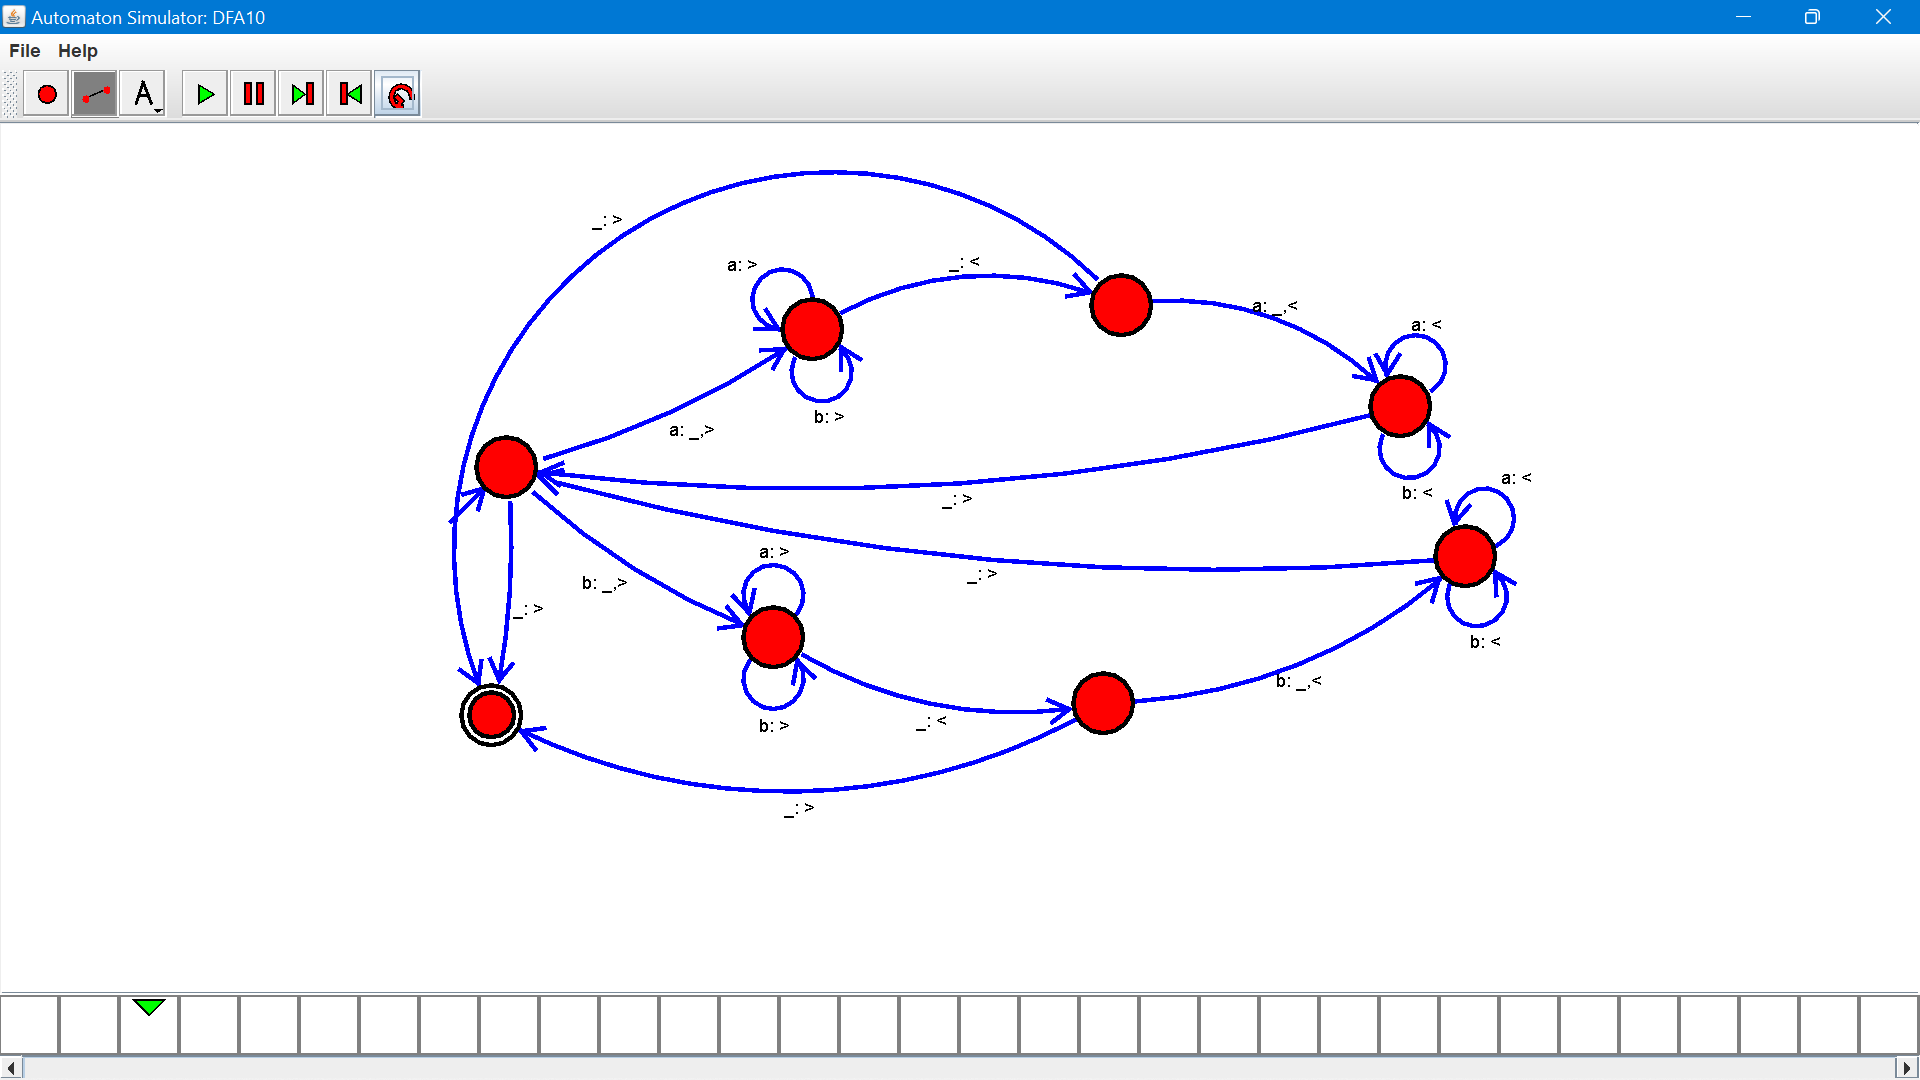 Automaton Simulator: DFA10
File Help
A
_: >
a: >
_: <
a: _,<
a: <
b: >
a: _,>
b: <
a: <
_: >
a: >
_: >
b: _,>
_: >
b: <
b: _,<
b: >
_: <
_: >